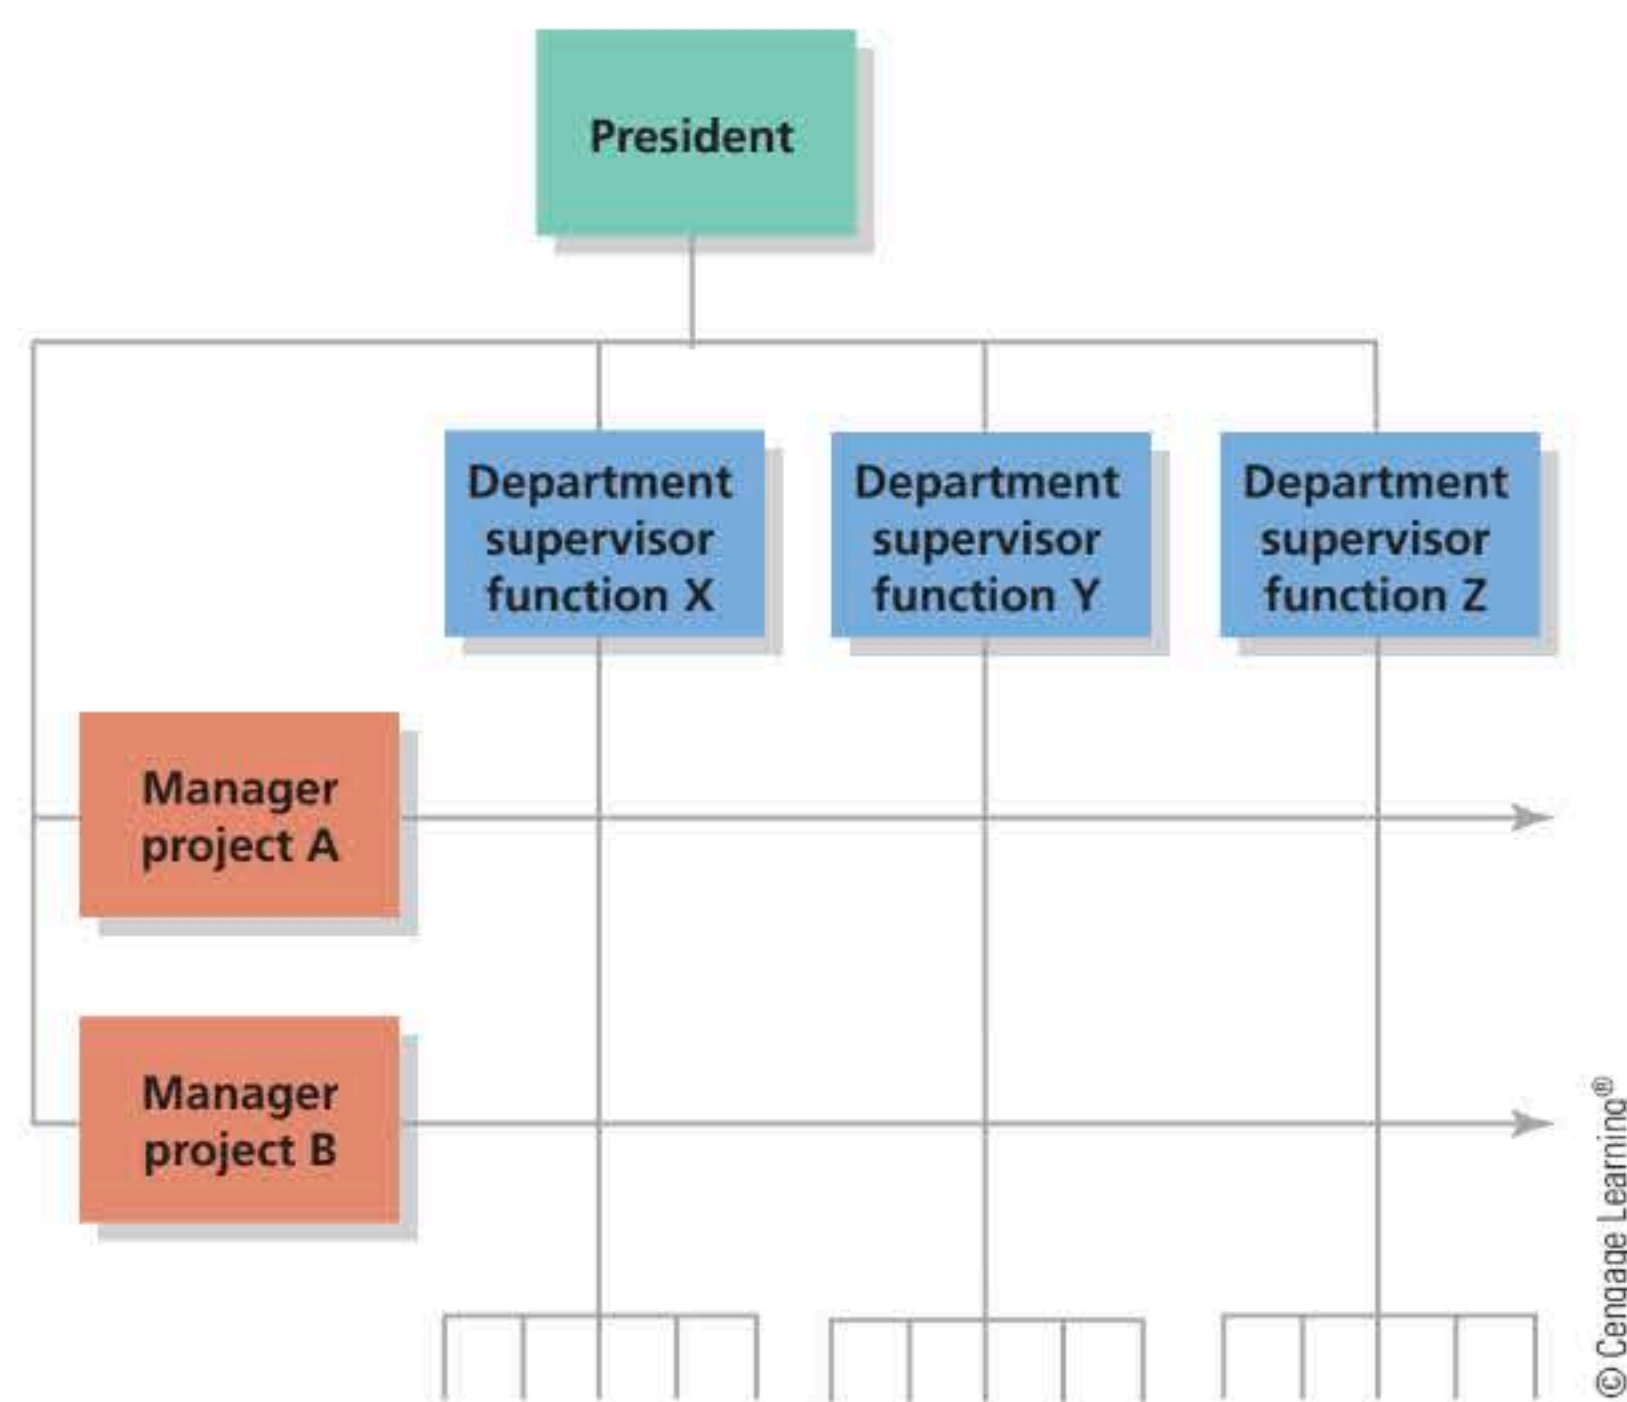 President
Department
supervisor
function X
Department
supervisor
function Y
Department
supervisor
function Z
Manager
project A
Manager
project B
© Cengage Learning®